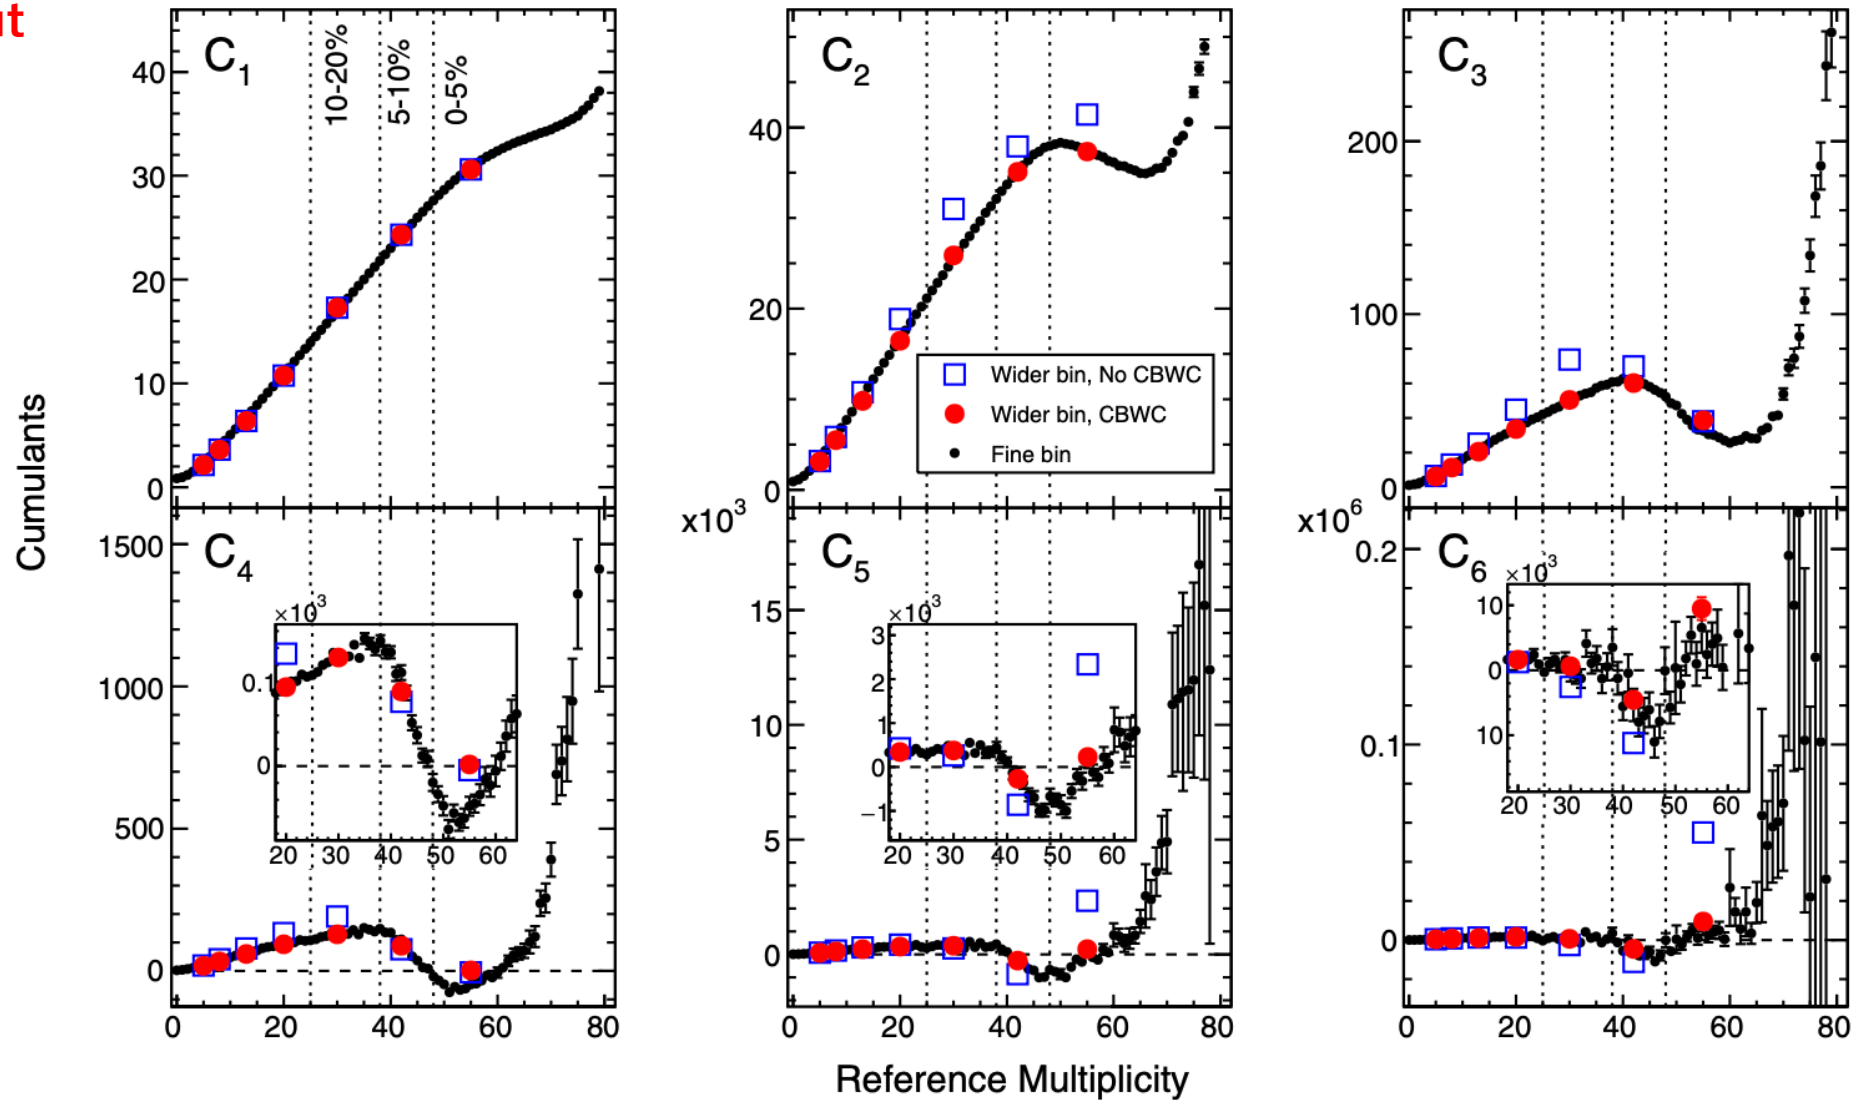 ut
C1
10-20%
5-10%
0-5%
40
30
20
10
0
C2
40
20
0
Wider bin, No CBWC
Wider bin, CBWC
Fine bin
C3
200
100
0
Cumulants
C4
1500
1000
500
0
×10³
0.1
0
20 30 40 50 60
0 20 40 60 80
x10³
C5
15
10
5
0
×10³
3
2
1
0
−1
20 30 40 50 60
0 20 40 60 80
x10⁶
C6
0.2
0.1
0
×10³
10
0
10
20 30 40 50 60
0 20 40 60 80
Reference Multiplicity